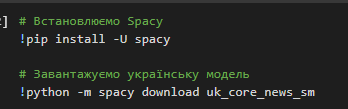 ] # Встановлюємо Spacy
!pip install -U spacy
# Завантажуємо українську модель
!python -m spacy download uk_core_news_sm